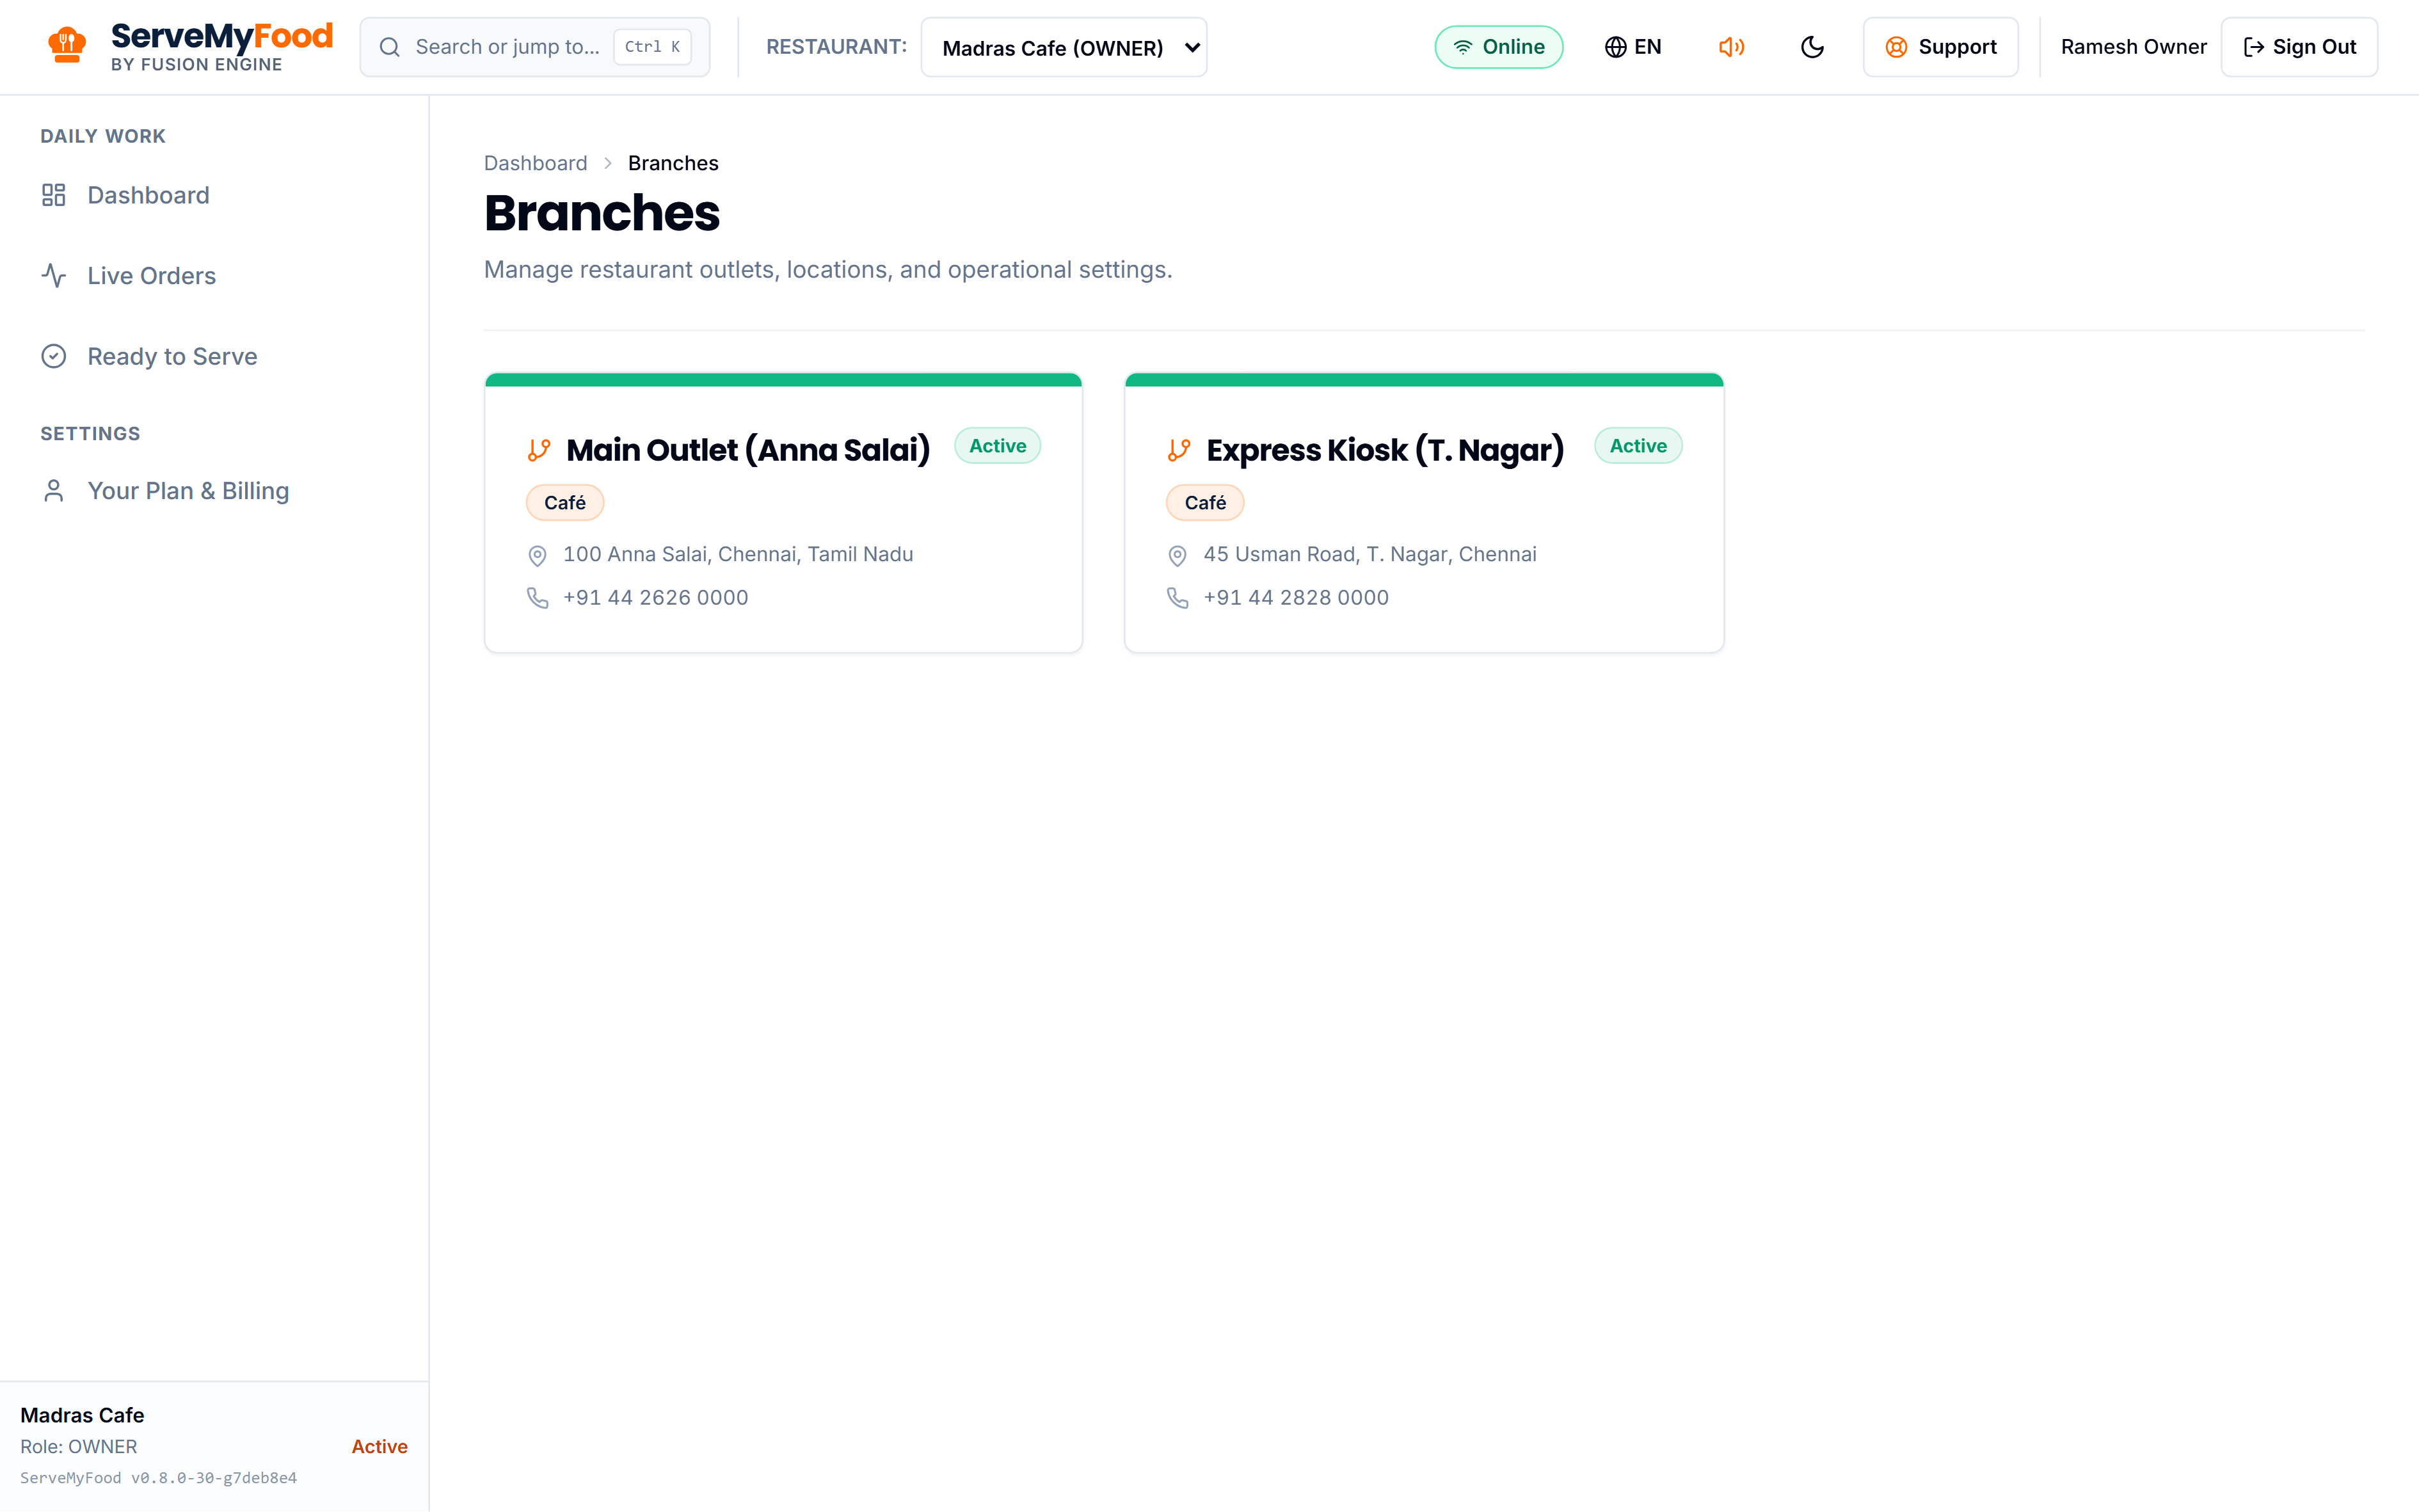 ServeMyFood
BY FUSION ENGINE
Search or jump to... Ctrl K
RESTAURANT: Madras Cafe (OWNER)
Online
EN
Support
Ramesh Owner
Sign Out
DAILY WORK
Dashboard
Live Orders
Ready to Serve
SETTINGS
Your Plan & Billing
Dashboard > Branches
Branches
Manage restaurant outlets, locations, and operational settings.
Main Outlet (Anna Salai) Active
Café
100 Anna Salai, Chennai, Tamil Nadu
+91 44 2626 0000
Express Kiosk (T. Nagar) Active
Café
45 Usman Road, T. Nagar, Chennai
+91 44 2828 0000
Madras Cafe
Role: OWNER Active
ServeMyFood v0.8.0-30-g7deb8e4